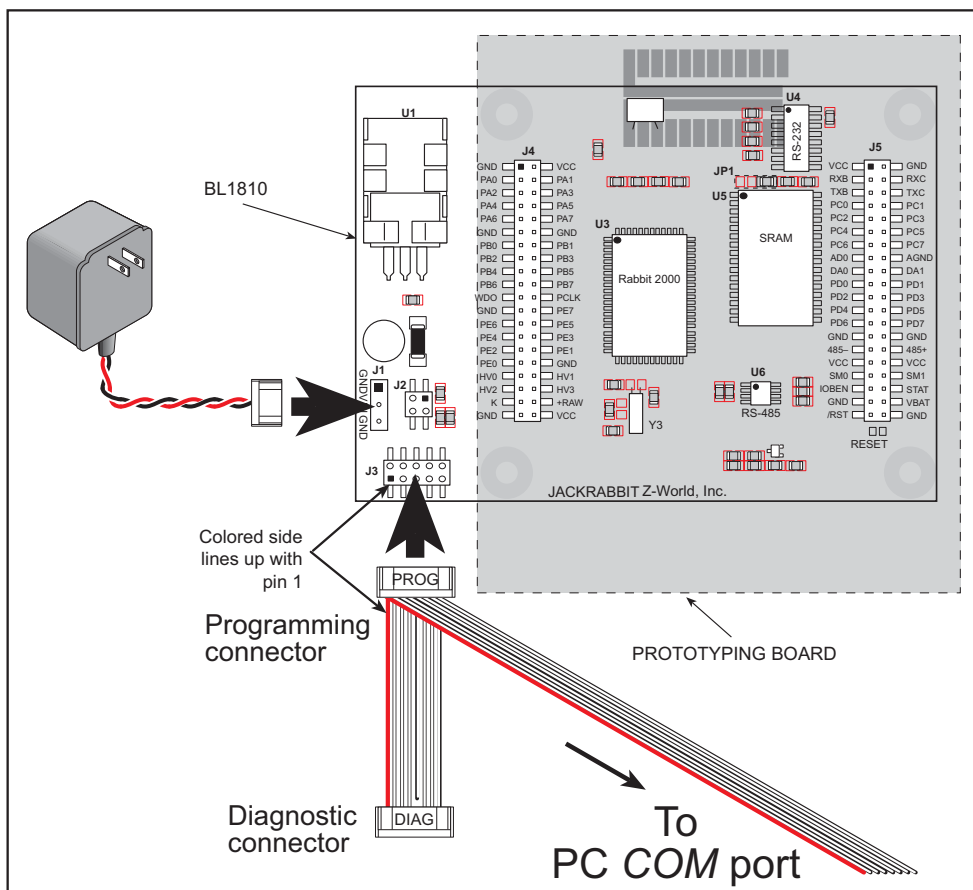 U1
U4
RS-232
J4
J5
JP1
U5
BL1810
GND VCC
PA0 PA1
PA2 PA3
PA4 PA5
PA6 PA7
GND GND
PB0 PB1
PB2 PB3
PB4 PB5
PB6 PB7
WDO PCLK
GND PE7
PE6 PE5
PE4 PE3
PE2 PE1
PE0 GND
HV0 HV1
HV2 HV3
K +RAW
GND VCC
U3
Rabbit 2000
SRAM
VCC GND
RXB RXC
TXB TXC
PC0 PC1
PC2 PC3
PC4 PC5
PC6 PC7
AD0 AGND
DA0 DA1
PD0 PD1
PD2 PD3
PD4 PD5
PD6 PD7
GND GND
485– 485+
VCC VCC
SM0 SM1
IOBEN STAT
GND VBAT
/RST GND
J1
J2
GND
GND
U6
RS-485
Y3
RESET
J3
JACKRABBIT Z-World, Inc.
Colored side
lines up with
pin 1
PROG
Programming
connector
PROTOTYPING BOARD
Diagnostic
connector
DIAG
To
PC COM port